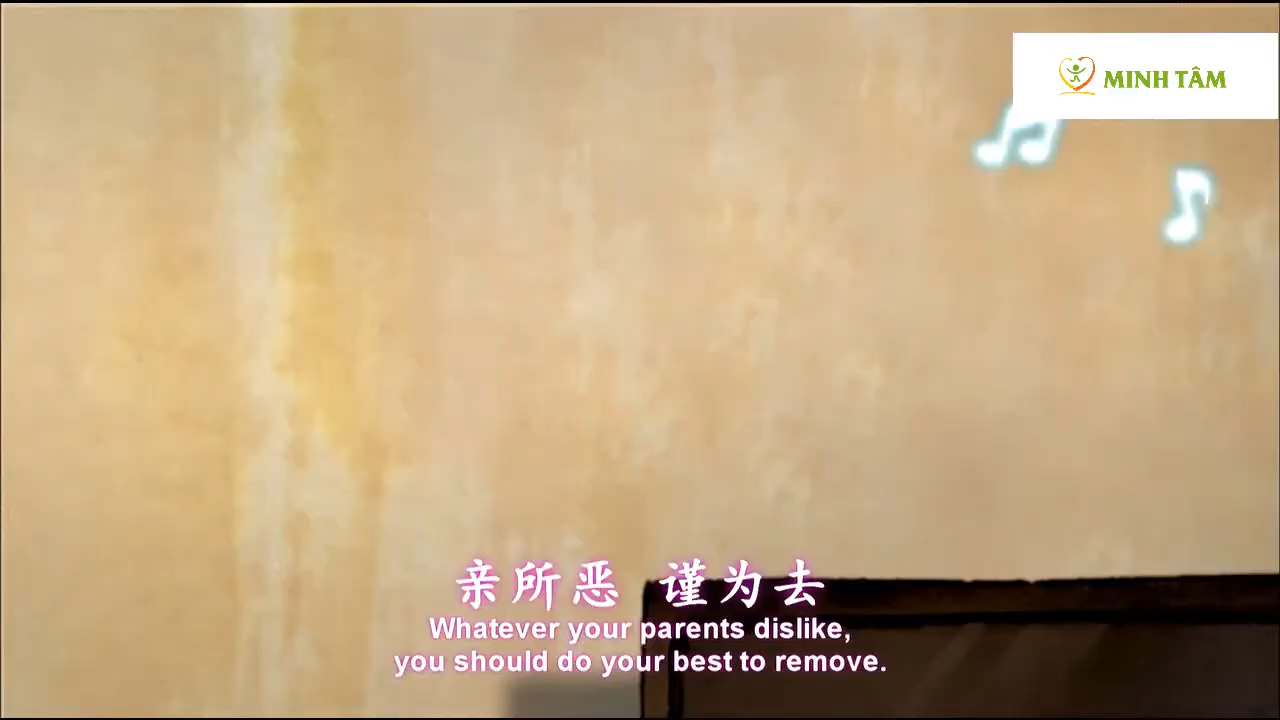 MINH TÂM
亲所恶 谨为去
Whatever your parents dislike,
you should do your best to remove.